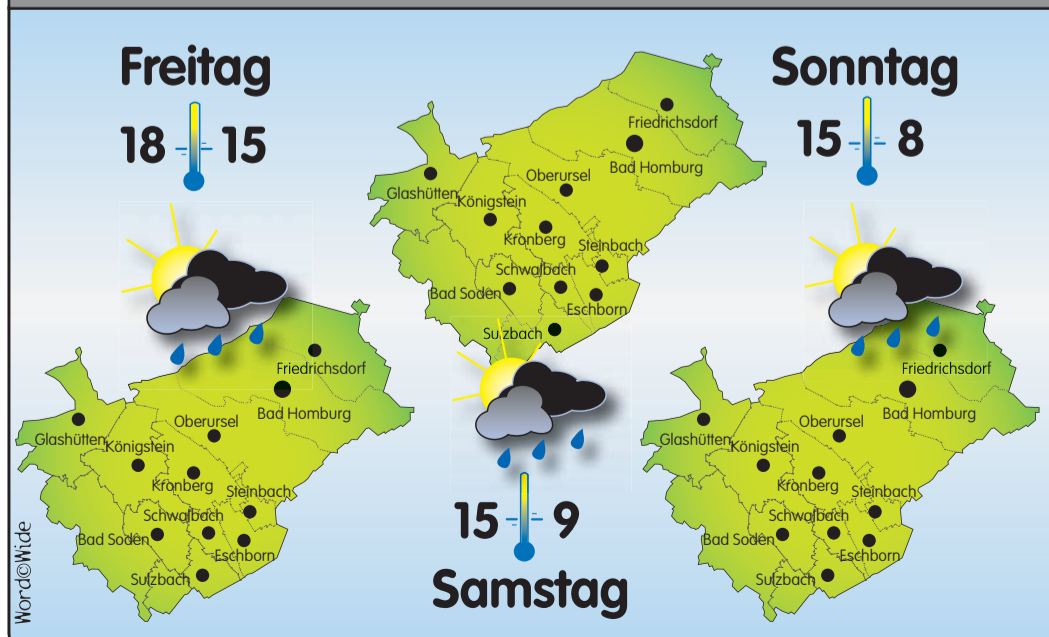 Freitag
18 15
Friedrichsdorf
Bad Homburg
Oberursel
Glashütten
Königstein
Kronberg
Steinbach
Schwalbach
Bad Soden
Eschborn
Sulzbach
Friedrichsdorf
Bad Homburg
Oberursel
Glashütten
Königstein
Kronberg
Steinbach
Schwalbach
Bad Soden
Eschborn
Sulzbach
15 9
Samstag
Sonntag
15 8
Friedrichsdorf
Bad Homburg
Oberursel
Glashütten
Königstein
Kronberg
Steinbach
Schwalbach
Bad Soden
Eschborn
Sulzbach
Word©Wide